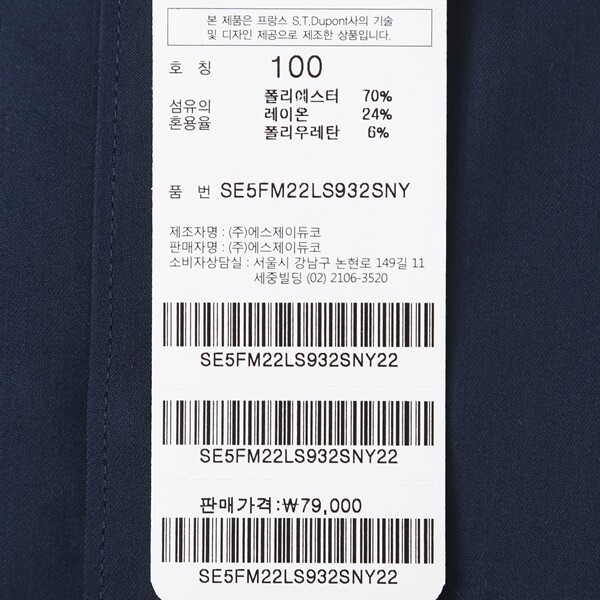 본 제품은 프랑스 S.T.Dupont사의 기술
및 디자인 제공으로 제조한 상품입니다.
호 칭 100
섬유의 혼용율
폴리에스터 70%
레이온 24%
폴리우레탄 6%
품 번 SE5FM22LS932SNY
제조자명 : (주)에스제이듀코
판매자명 : (주)에스제이듀코
소비자상담실 : 서울시 강남구 논현로 149길 11
세중빌딩 (02) 2106-3520
SE5FM22LS932SNY22
SE5FM22LS932SNY22
판매가격:₩79,000
SE5FM22LS932SNY22